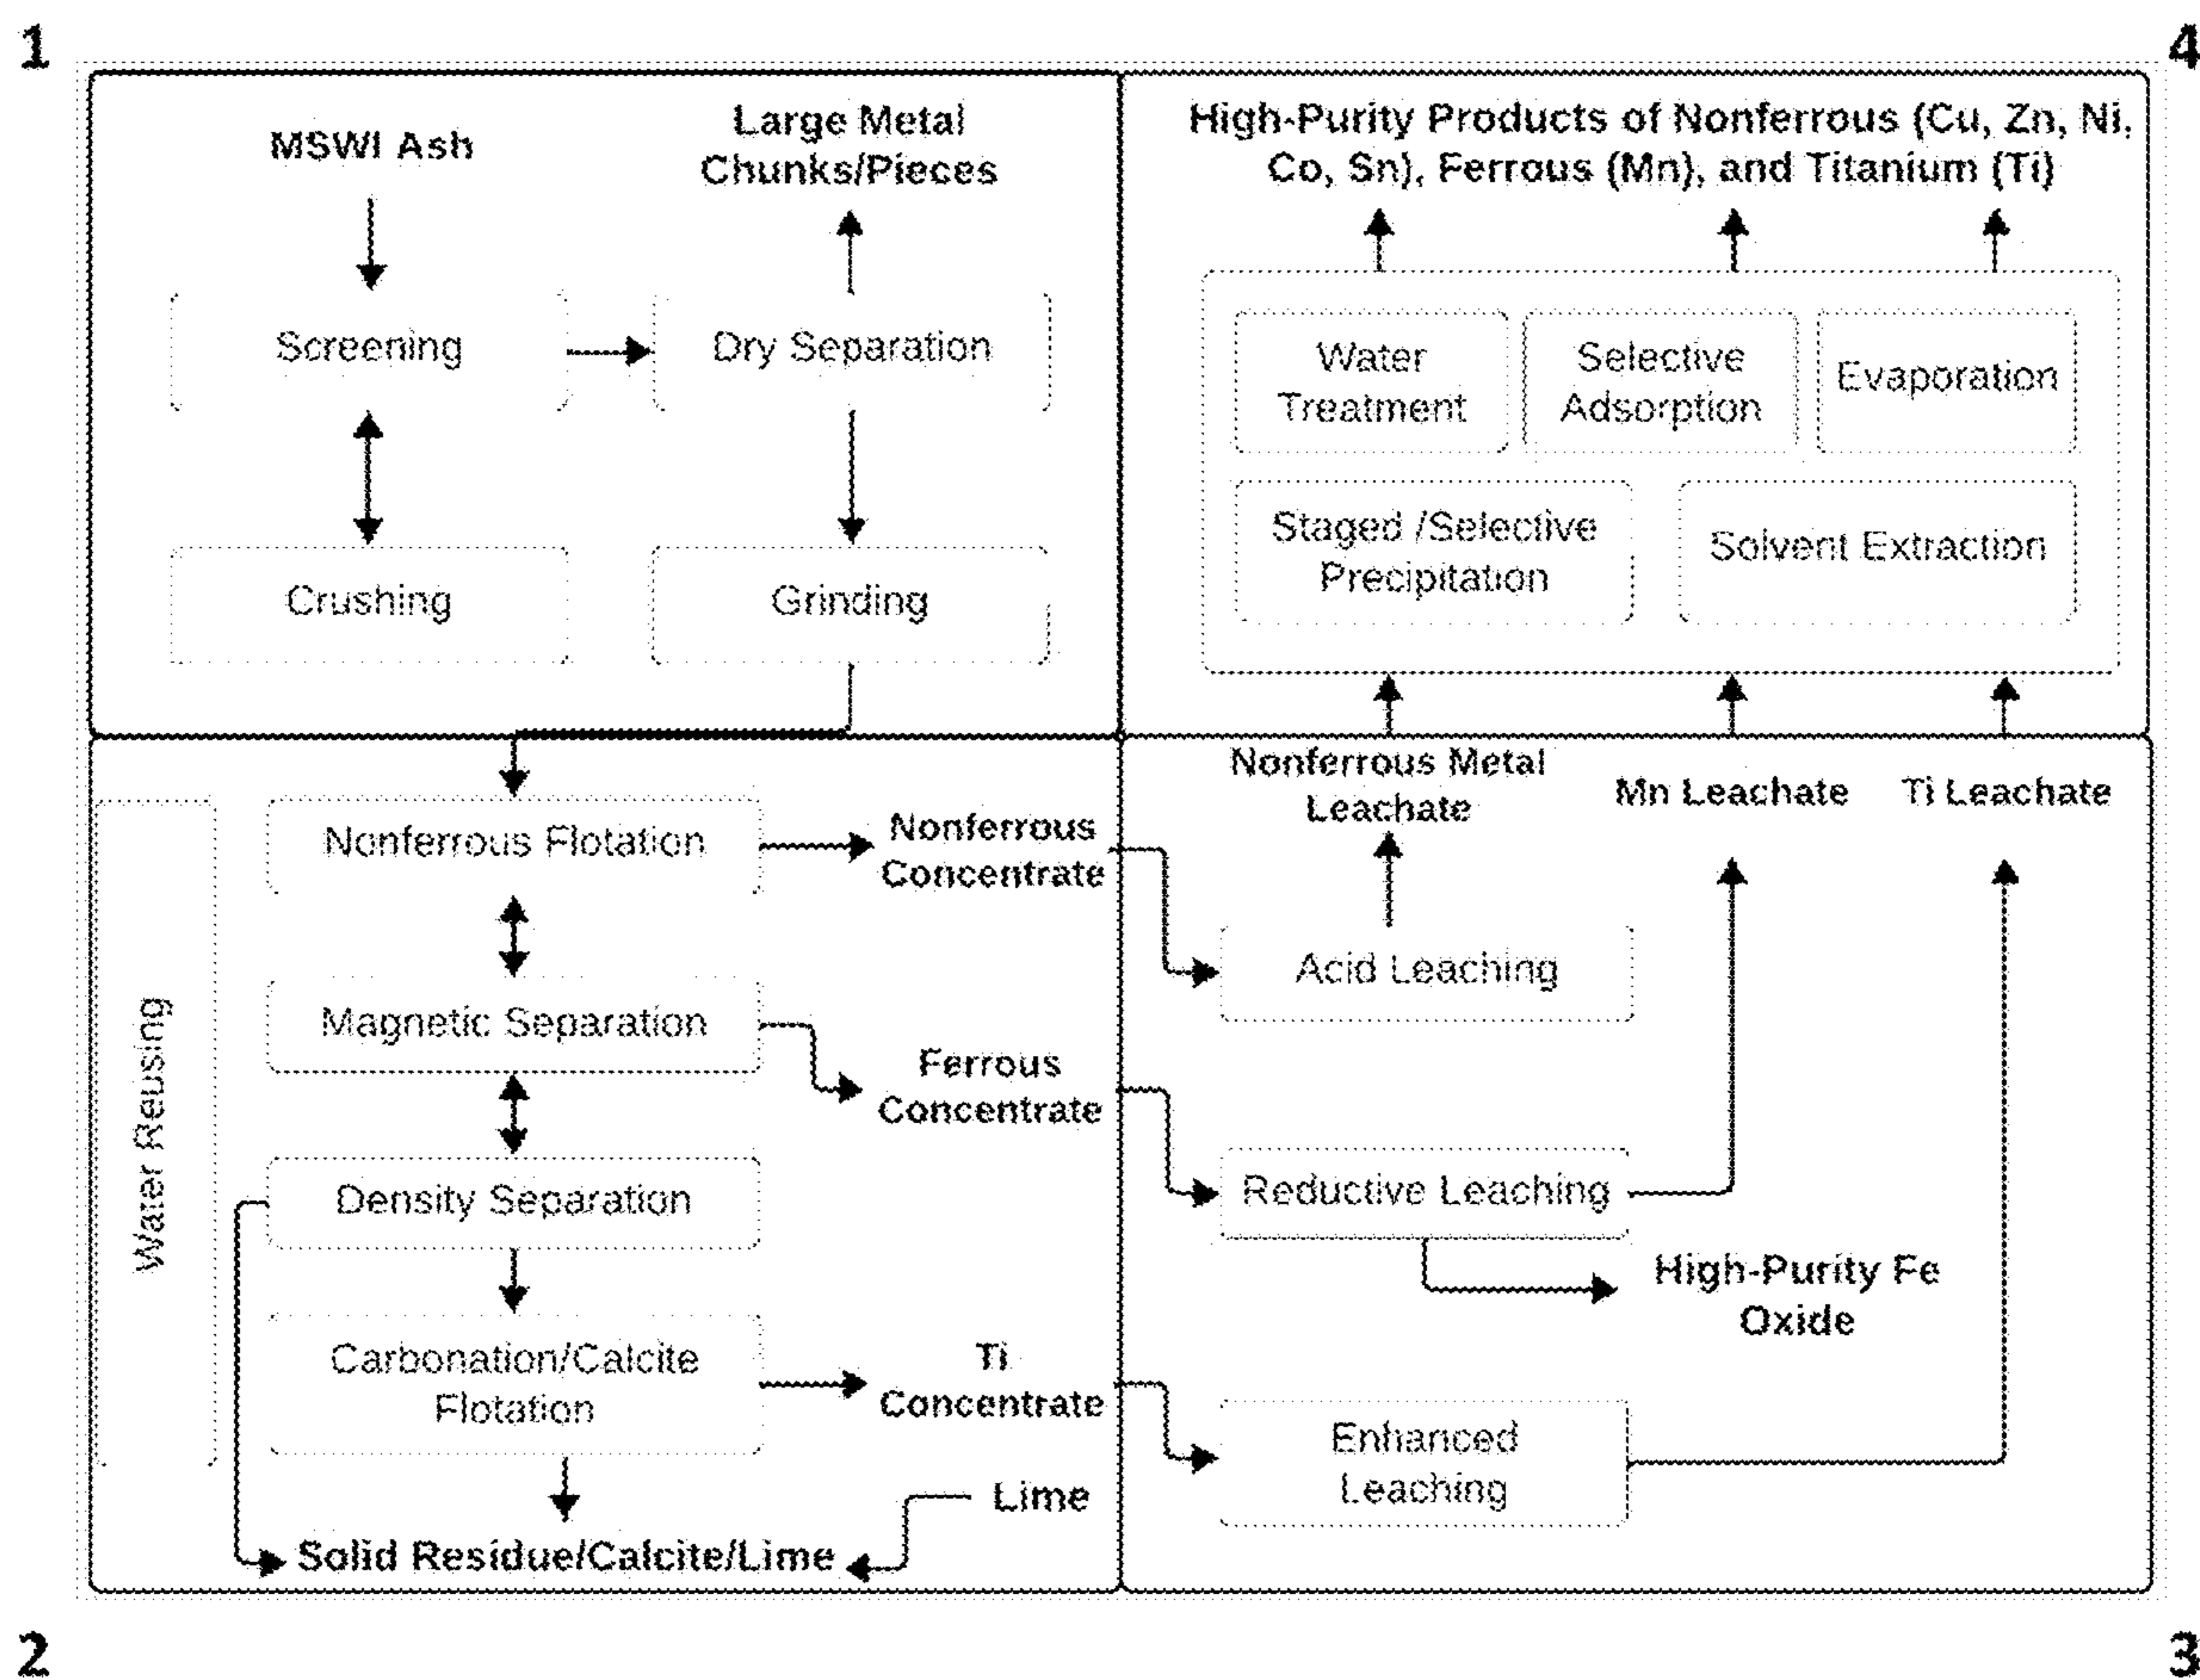 1
4
MSWI Ash
Large Metal
Chunks/Pieces
Screening
Dry Separation
Crushing
Grinding
High-Purity Products of Nonferrous (Cu, Zn, Ni,
Co, Sn), Ferrous (Mn), and Titanium (Ti)
Water
Treatment
Selective
Adsorption
Evaporation
Staged /Selective
Precipitation
Solvent Extraction
Water Reusing
Nonferrous Flotation
Nonferrous
Concentrate
Magnetic Separation
Ferrous
Concentrate
Density Separation
Carbonation/Calcite
Flotation
Ti
Concentrate
Lime
Solid Residue/Calcite/Lime
Nonferrous Metal
Leachate
Mn Leachate
Ti Leachate
Acid Leaching
Reductive Leaching
High-Purity Fe
Oxide
Enhanced
Leaching
2
3